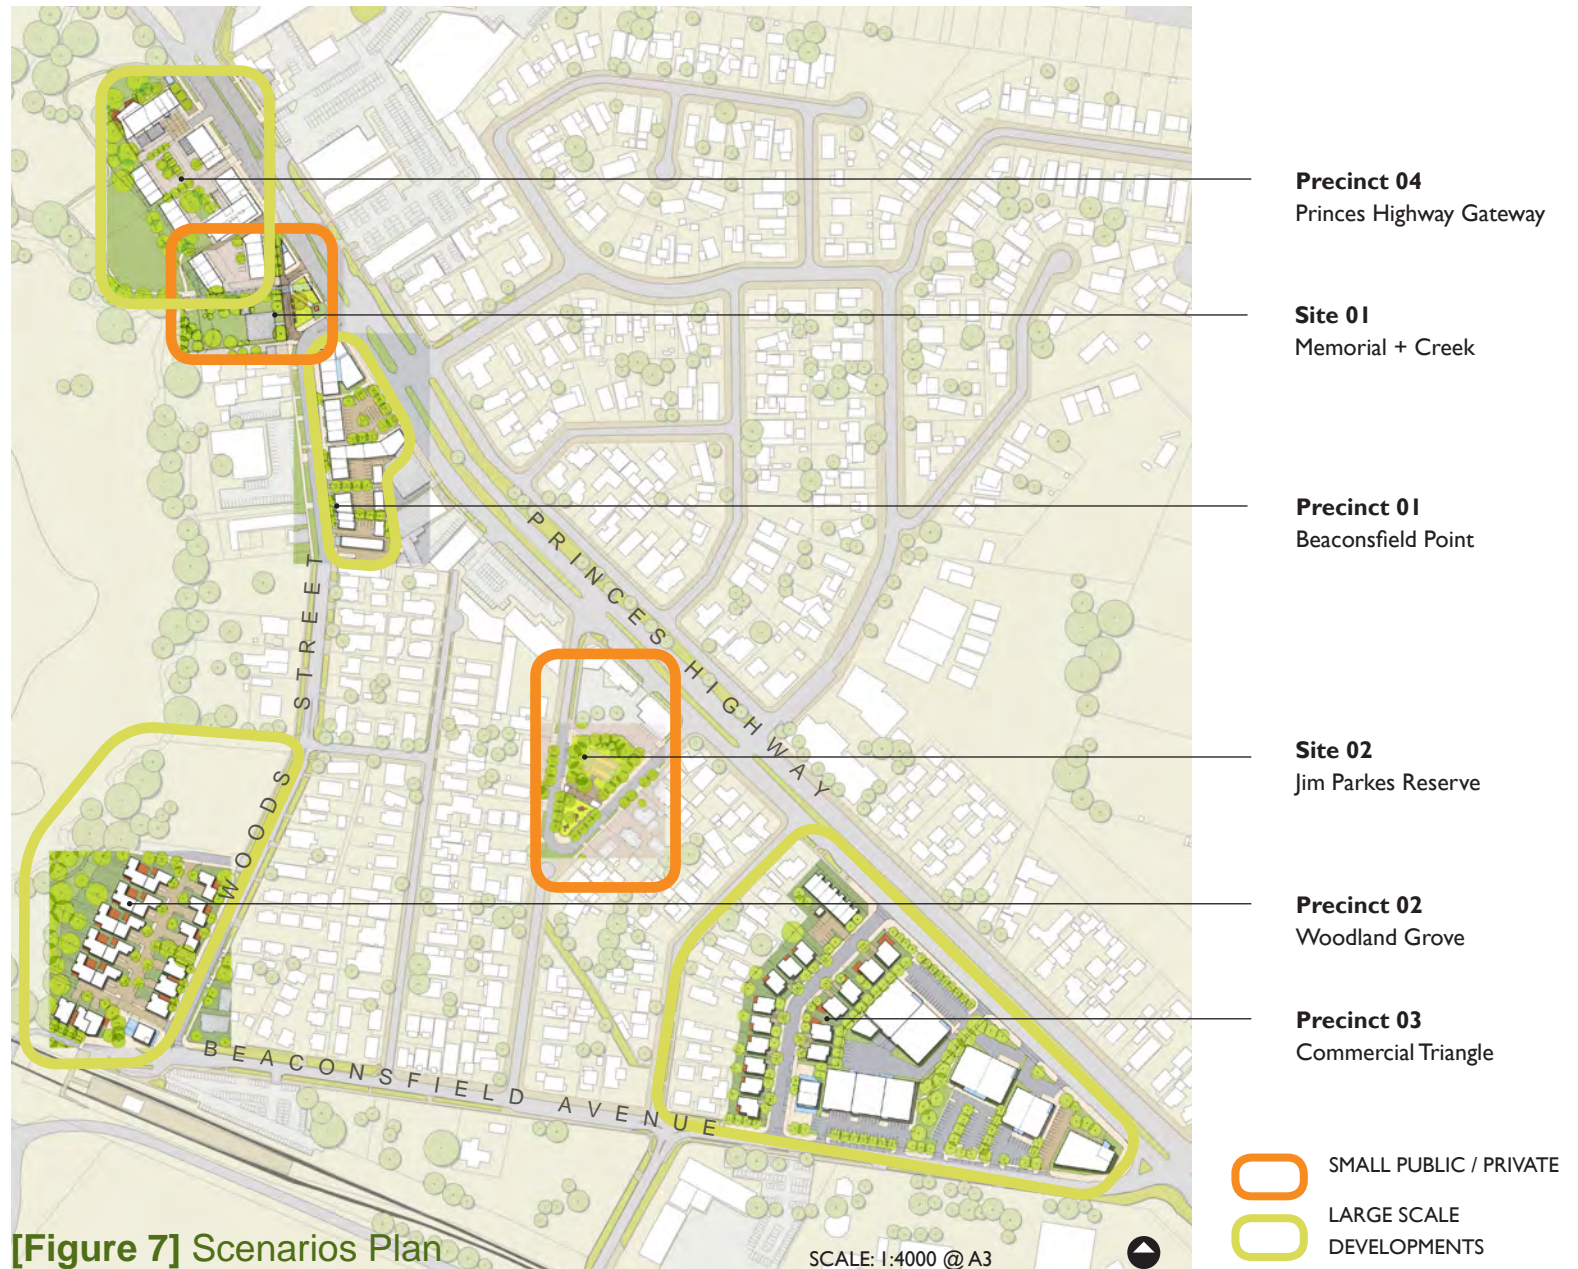 Precinct 04
Princes Highway Gateway
Site 01
Memorial + Creek
Precinct 01
Beaconsfield Point
Site 02
Jim Parkes Reserve
Precinct 02
Woodland Grove
Precinct 03
Commercial Triangle
PRINCES HIGHWAY
WOODS STREET
BEACONSFIELD AVENUE
SMALL PUBLIC / PRIVATE
LARGE SCALE
DEVELOPMENTS
[Figure 7] Scenarios Plan
SCALE: 1:4000 @ A3